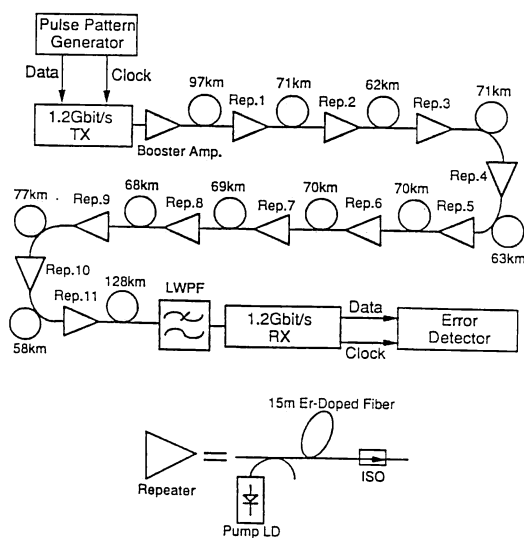 Pulse Pattern
Generator
Data
Clock
1.2Gbit/s
TX
Booster Amp.
97km
Rep.1
71km
Rep.2
62km
Rep.3
71km
Rep.4
63km
Rep.5
70km
Rep.6
70km
Rep.7
69km
Rep.8
68km
Rep.9
77km
Rep.10
58km
Rep.11
128km
LWPF
1.2Gbit/s
RX
Data
Clock
Error
Detector
15m Er-Doped Fiber
Repeater
ISO
Pump LD